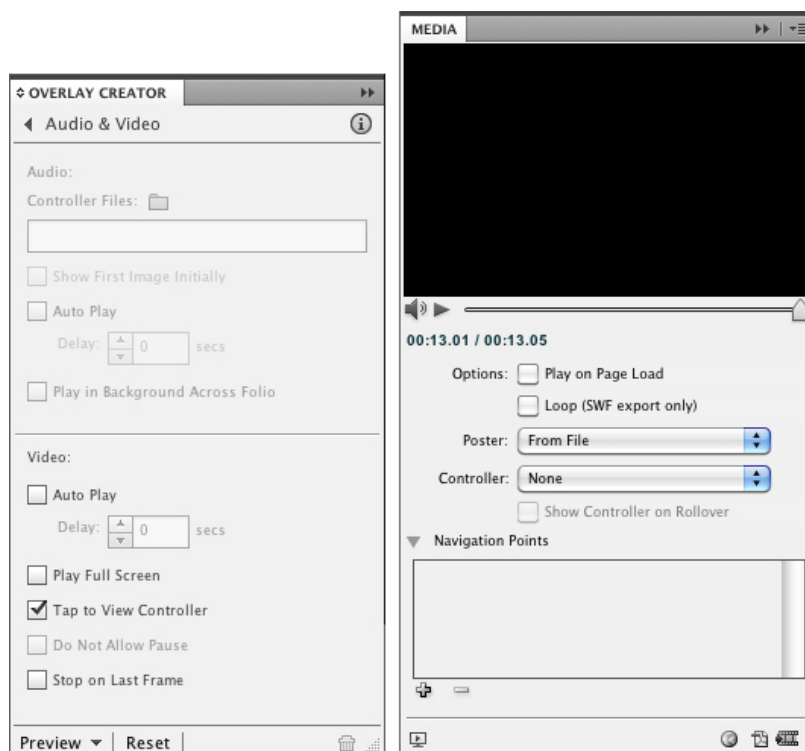 OVERLAY CREATOR
Audio & Video
Audio:
Controller Files:
Show First Image Initially
Auto Play
Delay: 0 secs
Play in Background Across Folio
Video:
Auto Play
Delay: 0 secs
Play Full Screen
Tap to View Controller
Do Not Allow Pause
Stop on Last Frame
Preview Reset
MEDIA
00:13.01 / 00:13.05
Options: Play on Page Load
Loop (SWF export only)
Poster: From File
Controller: None
Show Controller on Rollover
Navigation Points